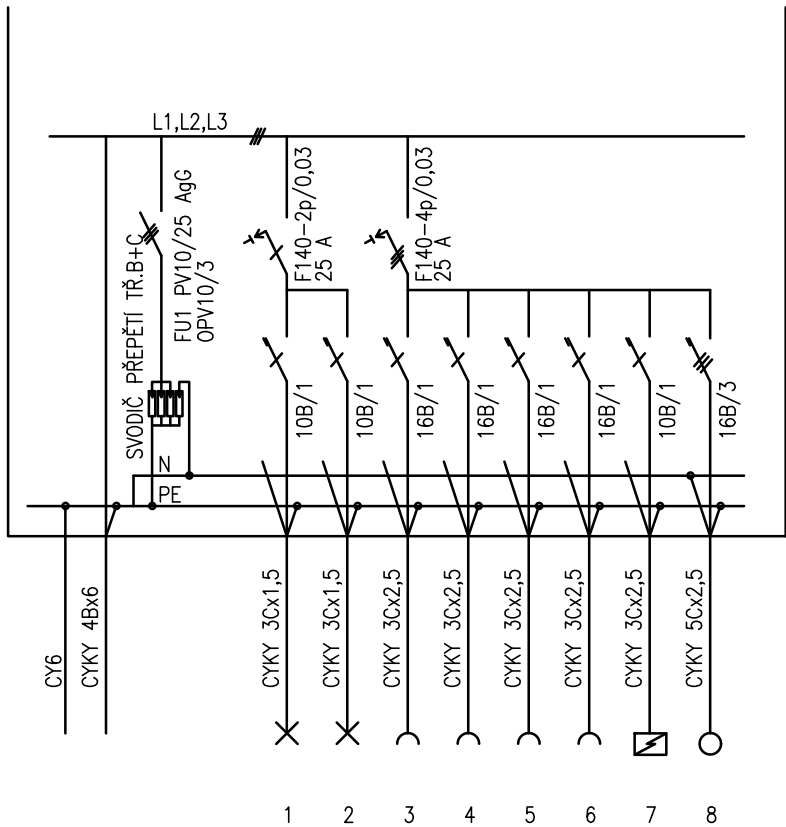 L1,L2,L3
SVODIČ PŘEPĚTÍ TŘ.B+C
FU1 PV10/25 AgG
OPV10/3
F140-2p/0,03
25 A
F140-4p/0,03
25 A
10B/1
10B/1
16B/1
16B/1
16B/1
16B/1
10B/1
16B/3
N
PE
CY6
CYKY 4Bx6
CYKY 3Cx1,5
CYKY 3Cx1,5
CYKY 3Cx2,5
CYKY 3Cx2,5
CYKY 3Cx2,5
CYKY 3Cx2,5
CYKY 3Cx2,5
CYKY 5Cx2,5
1 2 3 4 5 6 7 8